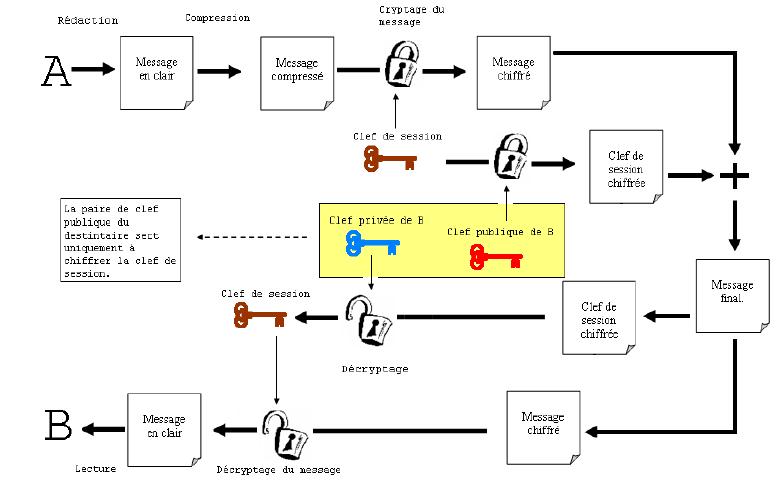 Rédaction
Compression
Cryptage du
message
A
Message
en clair
Message
compressé
Message
chiffré
Clef de session
Clef de
session
chiffrée
La paire de clef
publique du
destintaire sert
uniquement à
chiffrer la clef de
session.
Clef privée de B
Clef publique de B
Clef de session
Clef de
session
chiffrée
Message
final.
Décryptage
B
Message
en clair
Message
chiffré
Lecture
Décryptage du message